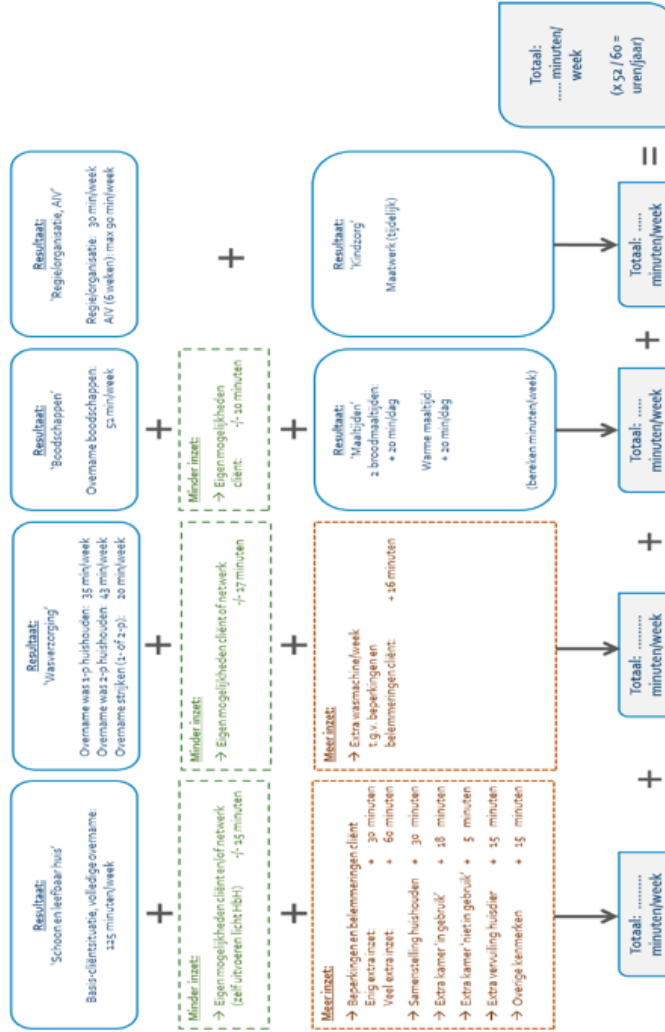 Resultaat:
'Schoon en leefbaar huis'
Basis-cliëntsituatie, volledige overname:
125 minuten/week
+
Minder inzet:
→ Eigen mogelijkheden cliënt en/of netwerk
(zelf uitvoeren licht HbH) -/- 15 minuten
+
Meer inzet:
→ Beperkingen en belemmeringen cliënt
Enig extra inzet: + 30 minuten
Veel extra inzet: + 60 minuten
→ Samenstelling huishouden + 30 minuten
→ Extra kamer 'in gebruik' + 18 minuten
→ Extra kamer 'niet in gebruik' + 5 minuten
→ Extra vervuiling huisdier + 15 minuten
→ Overige kenmerken + 15 minuten
Totaal: .........
minuten/week
+
Resultaat:
'Wasverzorging'
Overname was 1-p huishouden: 35 min/week
Overname was 2-p huishouden: 43 min/week
Overname strijken (1- of 2-p): 20 min/week
+
Minder inzet:
→ Eigen mogelijkheden cliënt of netwerk
-/- 17 minuten
+
Meer inzet:
→ Extra wasmachine/week
t.g.v. beperkingen en
belemmeringen cliënt: + 16 minuten
Totaal: .........
minuten/week
+
Resultaat:
'Boodschappen'
Overname boodschappen:
52 min/week
+
Minder inzet:
→ Eigen mogelijkheden
cliënt: -/- 10 minuten
+
Resultaat:
'Maaltijden'
2 broodmaaltijden:
+ 20 min/dag
Warme maaltijd:
+ 20 min/dag
(bereken minuten/week)
Totaal: .....
minuten/week
+
Resultaat:
'Regie/organisatie, AIV'
Regie/organisatie: 30 min/week
AIV (6 weken): max 90 min/week
+
Resultaat:
'Kindzorg'
Maatwerk (tijdelijk)
Totaal: .....
minuten/week
=
Totaal:
..... minuten/
week
(x 52 / 60 =
uren/jaar)